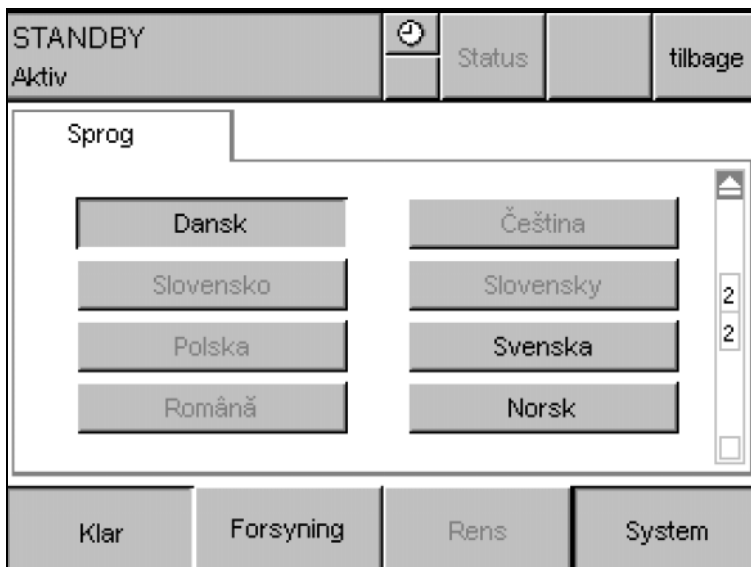 STANDBY
Aktiv
Status
tilbage
Sprog
Dansk
Čeština
Slovensko
Slovensky
Polska
Svenska
Română
Norsk
2
2
Klar
Forsyning
Rens
System